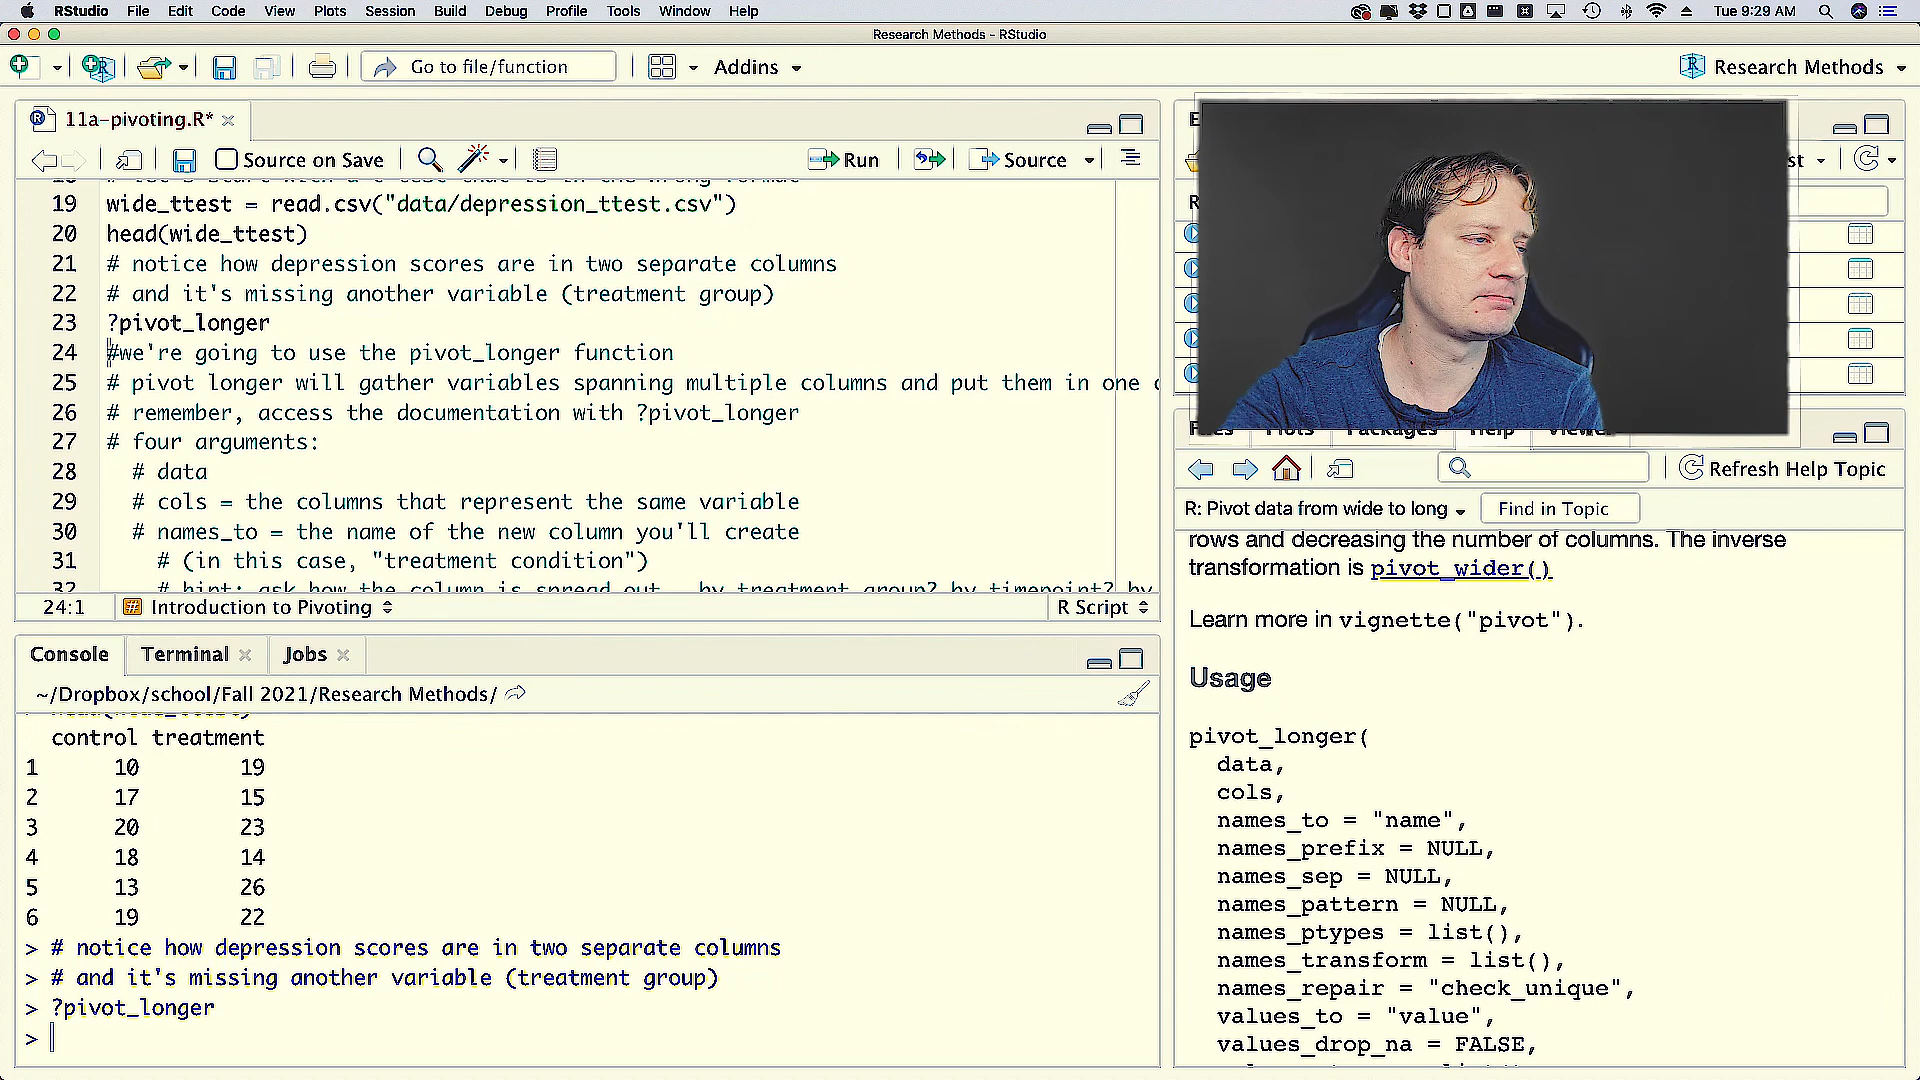 RStudio File Edit Code View Plots Session Build Debug Profile Tools Window Help
Tue 9:29 AM
Research Methods - RStudio
Go to file/function
Addins
Research Methods
11a-pivoting.R*
Source on Save
Run
Source
19 wide_ttest = read.csv("data/depression_ttest.csv")
20 head(wide_ttest)
21 # notice how depression scores are in two separate columns
22 # and it's missing another variable (treatment group)
23 ?pivot_longer
24 #we're going to use the pivot_longer function
25 # pivot longer will gather variables spanning multiple columns and put them in one
26 # remember, access the documentation with ?pivot_longer
27 # four arguments:
28 # data
29 # cols = the columns that represent the same variable
30 # names_to = the name of the new column you'll create
31 # (in this case, "treatment condition")
32 # hint: ask how the column is spread out by treatment group? by timepoint? by
24:1
Introduction to Pivoting
R Script
Console
Terminal
Jobs
~/Dropbox/school/Fall 2021/Research Methods/
control treatment
1 10 19
2 17 15
3 20 23
4 18 14
5 13 26
6 19 22
> # notice how depression scores are in two separate columns
> # and it's missing another variable (treatment group)
> ?pivot_longer
>
Files Plots Packages Help Viewer
Refresh Help Topic
R: Pivot data from wide to long
Find in Topic
rows and decreasing the number of columns. The inverse
transformation is pivot_wider()
Learn more in vignette("pivot").
Usage
pivot_longer(
data,
cols,
names_to = "name",
names_prefix = NULL,
names_sep = NULL,
names_pattern = NULL,
names_ptypes = list(),
names_transform = list(),
names_repair = "check_unique",
values_to = "value",
values_drop_na = FALSE,